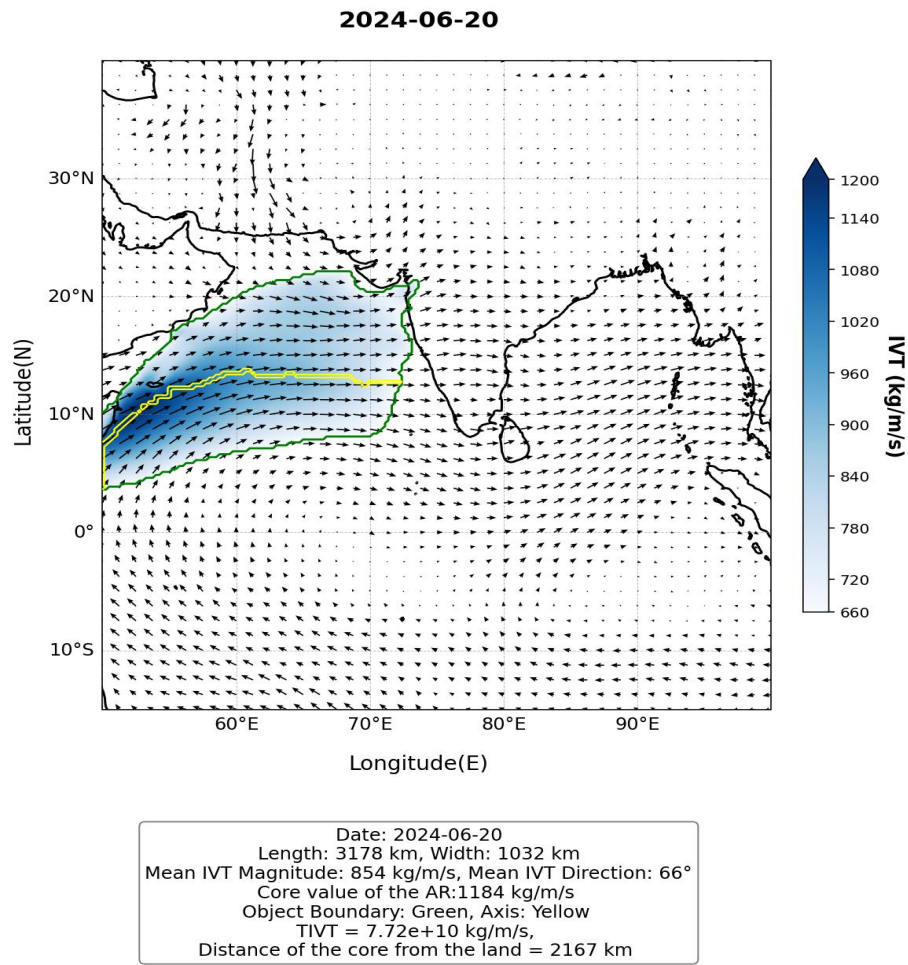 2024-06-20
30°N
20°N
10°N
0°
10°S
Latitude(N)
60°E 70°E 80°E 90°E
Longitude(E)
1200
1140
1080
1020
960
900
840
780
720
660
IVT (kg/m/s)
Date: 2024-06-20
Length: 3178 km, Width: 1032 km
Mean IVT Magnitude: 854 kg/m/s, Mean IVT Direction: 66°
Core value of the AR:1184 kg/m/s
Object Boundary: Green, Axis: Yellow
TIVT = 7.72e+10 kg/m/s,
Distance of the core from the land = 2167 km